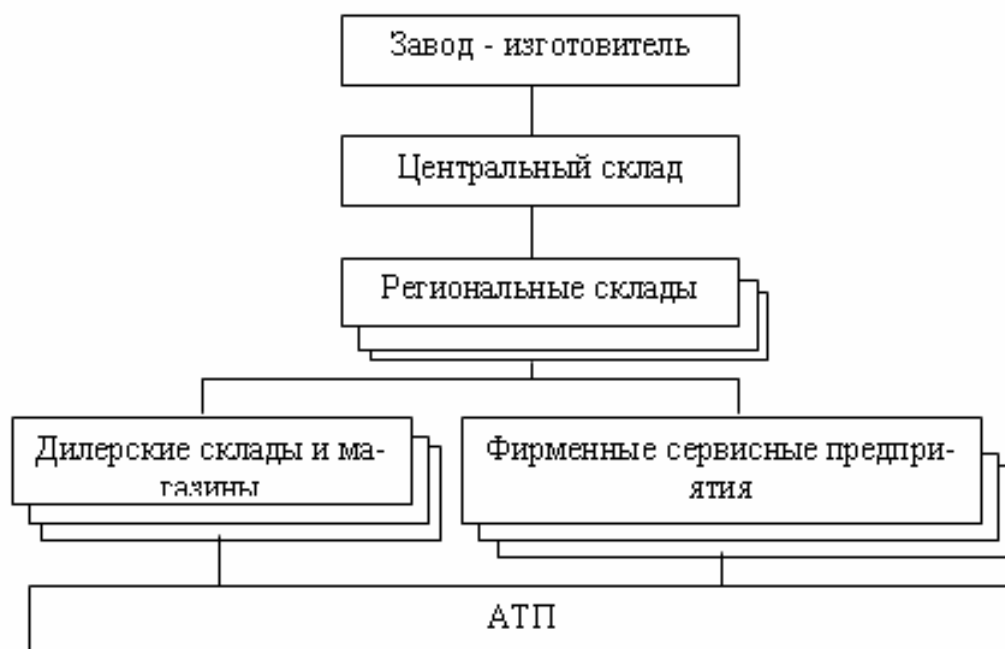 Завод - изготовитель
Центральный склад
Региональные склады
Дилерские склады и ма-
газины
Фирменные сервисные предпри-
ятия
АТП